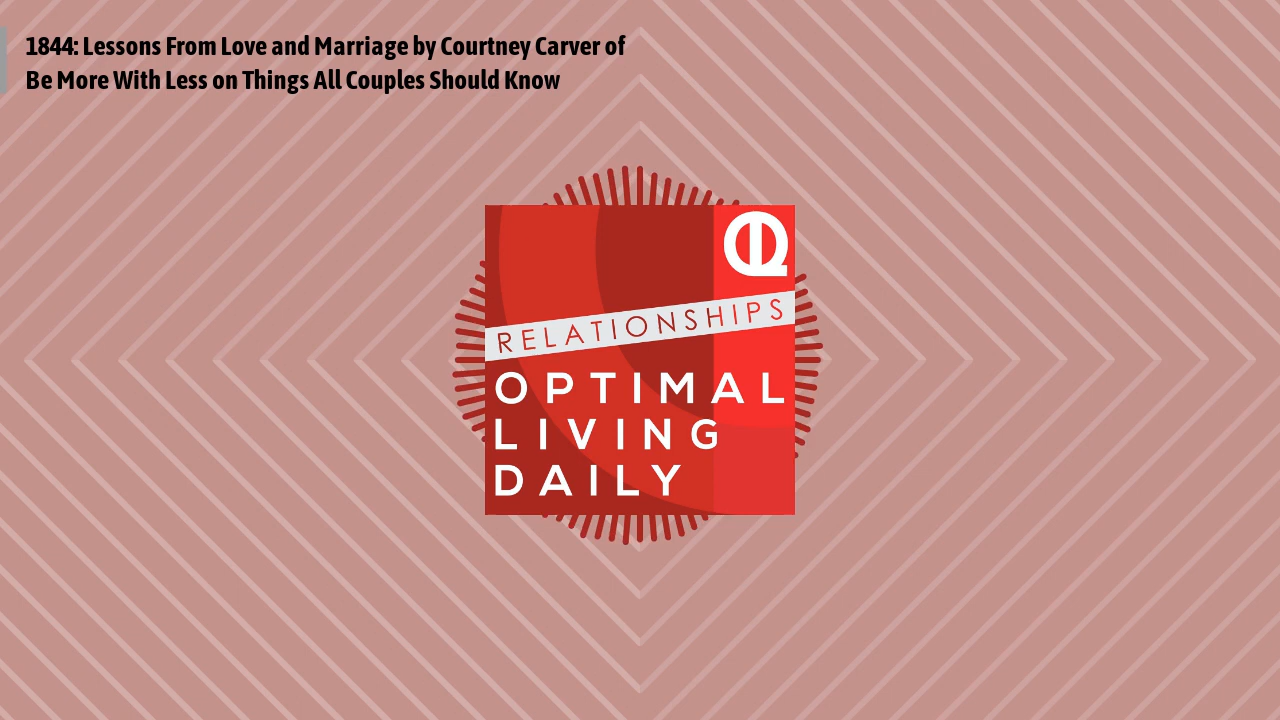 1844: Lessons From Love and Marriage by Courtney Carver of
Be More With Less on Things All Couples Should Know
RELATIONSHIPS
OPTIMAL
LIVING
DAILY